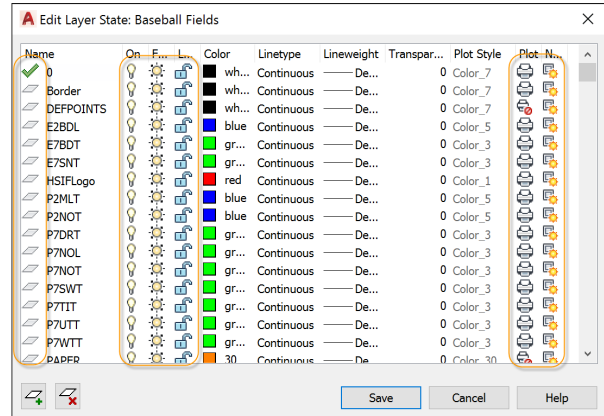 A Edit Layer State: Baseball Fields
Name On F... L... Color Linetype Lineweight Transpar... Plot Style Plot N...
0 wh... Continuous De... 0 Color_7
Border wh... Continuous De... 0 Color_7
DEFPOINTS wh... Continuous De... 0 Color_7
E2BDL blue Continuous De... 0 Color_5
E7BDT gr... Continuous De... 0 Color_3
E7SNT gr... Continuous De... 0 Color_3
HSIFLogo red Continuous De... 0 Color_1
P2MLT blue Continuous De... 0 Color_5
P2NOT blue Continuous De... 0 Color_5
P7DRT gr... Continuous De... 0 Color_3
P7NOL gr... Continuous De... 0 Color_3
P7NOT gr... Continuous De... 0 Color_3
P7SWT gr... Continuous De... 0 Color_3
P7TIT gr... Continuous De... 0 Color_3
P7UTT gr... Continuous De... 0 Color_3
P7WTT gr... Continuous De... 0 Color_3
PAPER 30 Continuous De... 0 Color_30
Save Cancel Help